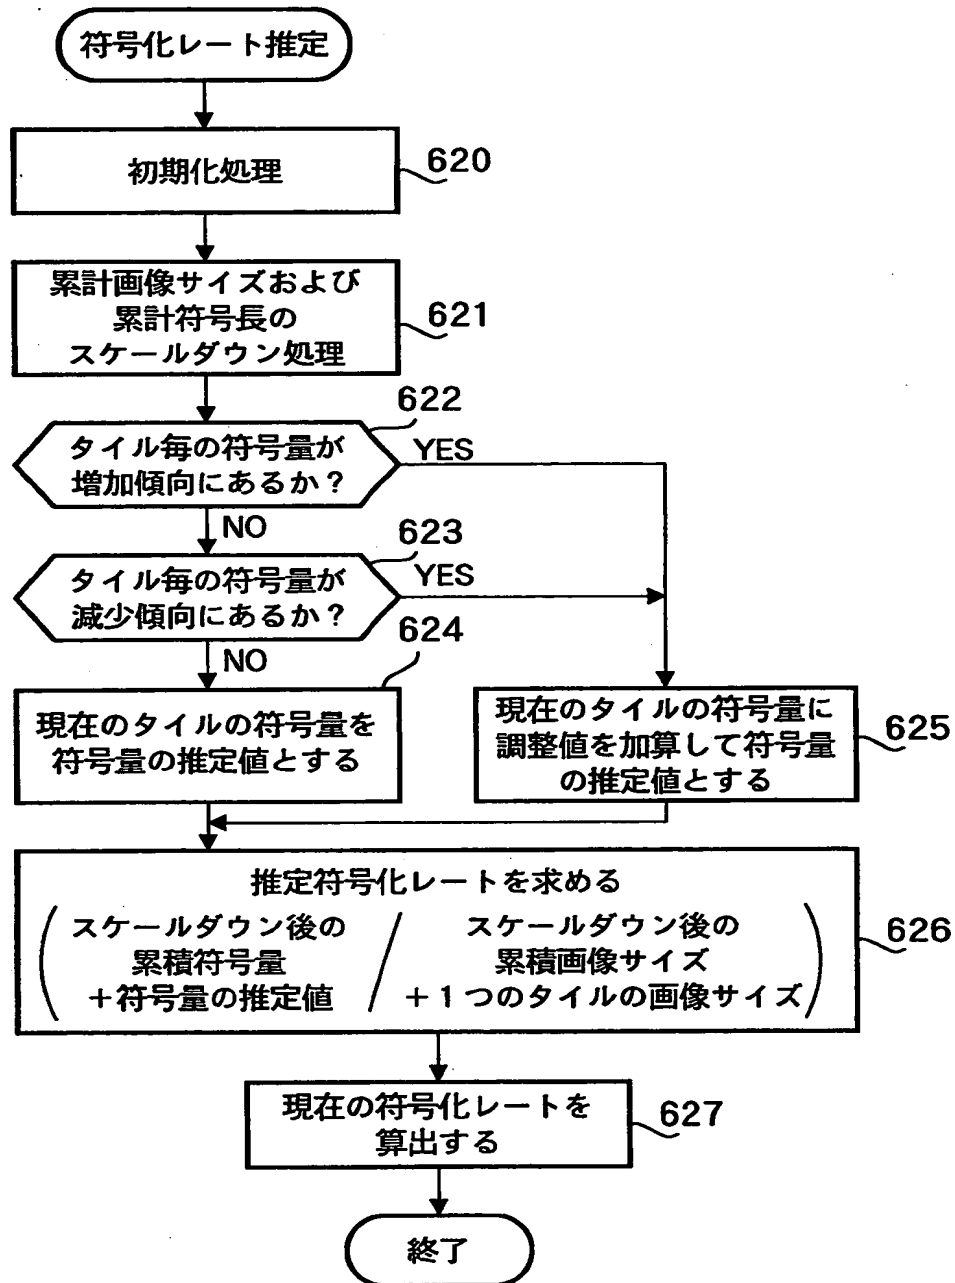 符号化レート推定
初期化処理
620
累計画像サイズおよび
累計符号長の
スケールダウン処理
621
622
タイル毎の符号量が
増加傾向にあるか？
YES
NO
623
タイル毎の符号量が
減少傾向にあるか？
YES
NO
624
現在のタイルの符号量を
符号量の推定値とする
現在のタイルの符号量に
調整値を加算して符号量
の推定値とする
625
推定符号化レートを求める
スケールダウン後の
累積符号量
＋符号量の推定値
/
スケールダウン後の
累積画像サイズ
＋１つのタイルの画像サイズ
626
現在の符号化レートを
算出する
627
終了